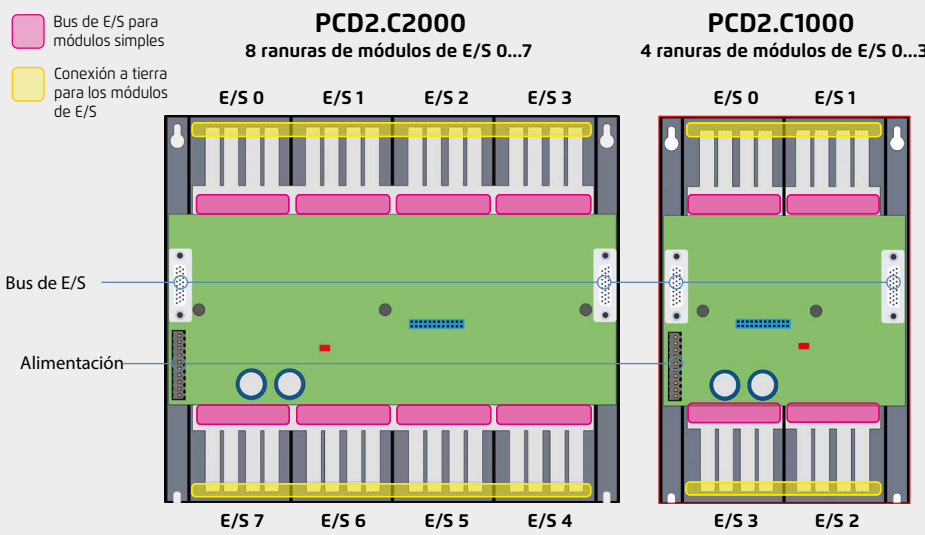 Bus de E/S para
módulos simples
Conexión a tierra
para los módulos
de E/S
PCD2.C2000
8 ranuras de módulos de E/S 0...7
E/S 0
E/S 1
E/S 2
E/S 3
PCD2.C1000
4 ranuras de módulos de E/S 0...3
E/S 0
E/S 1
Bus de E/S
Alimentación
E/S 7
E/S 6
E/S 5
E/S 4
E/S 3
E/S 2